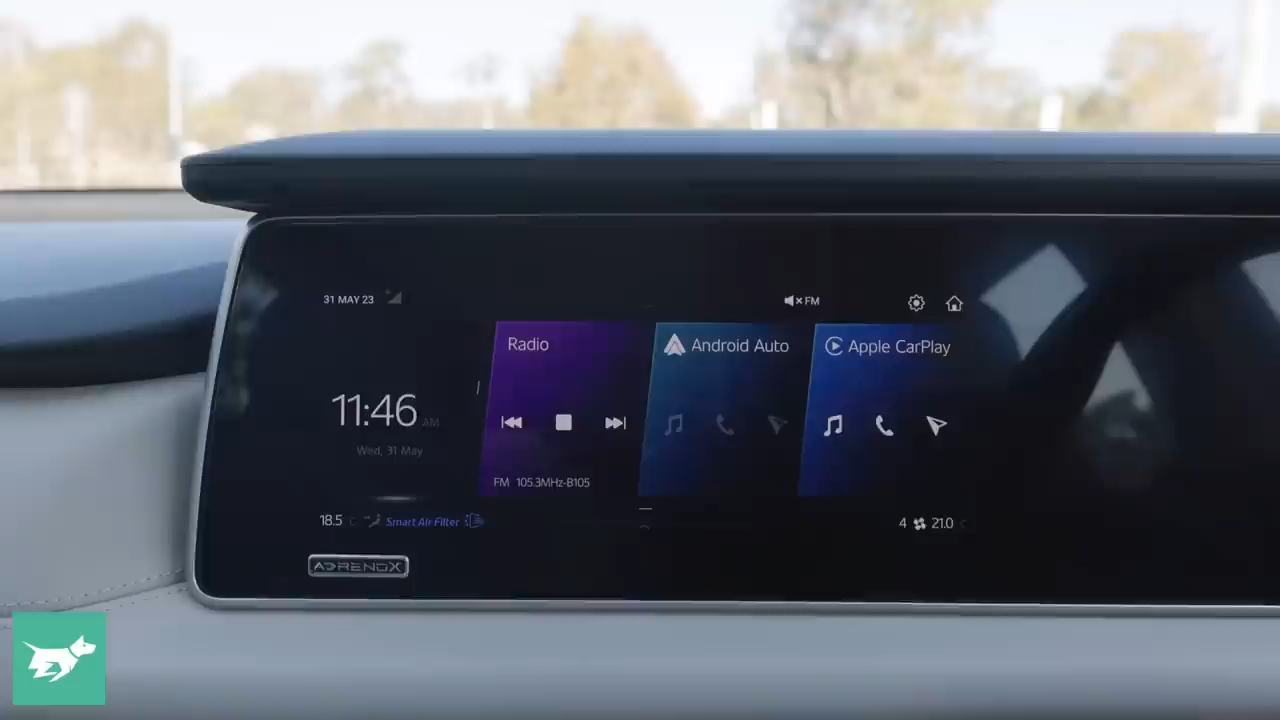 31 MAY 23
FM
Radio
Android Auto
Apple CarPlay
11:46 AM
Wed, 31 May
FM 105.3MHz-B105
18.5 C
Smart Air Filter
4
21.0 C
ADRENOX